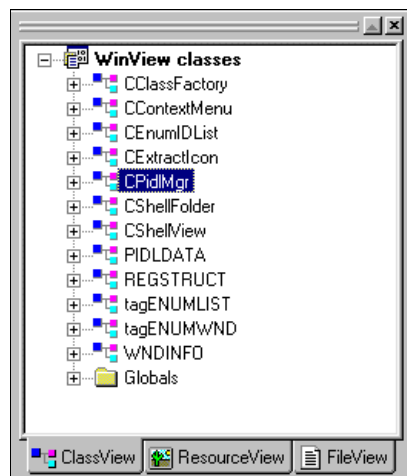 WinView classes
CClassFactory
CContextMenu
CEnumIDList
CExtractIcon
CPidlMgr
CShellFolder
CShellView
PIDLDATA
REGSTRUCT
tagENUMLIST
tagENUMWND
WNDINFO
Globals
ClassView ResourceView FileView